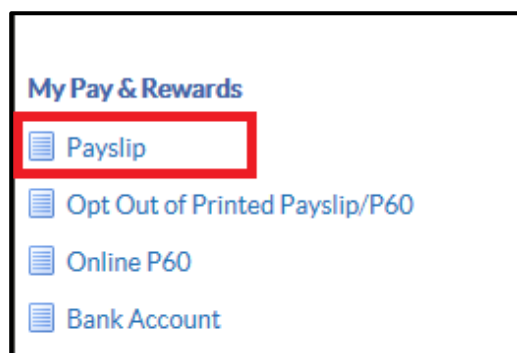 My Pay & Rewards
Payslip
Opt Out of Printed Payslip/P60
Online P60
Bank Account